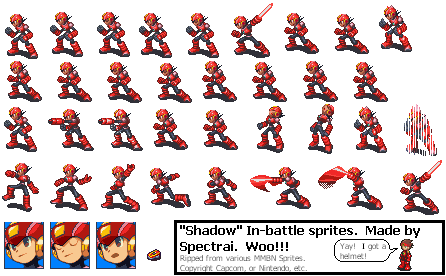 "Shadow" In-battle sprites.  Made by
Spectrai.  Woo!!!
Ripped from various MMBN Sprites.
Copyright Capcom, or Nintendo, etc.
Yay!  I got a
helmet!